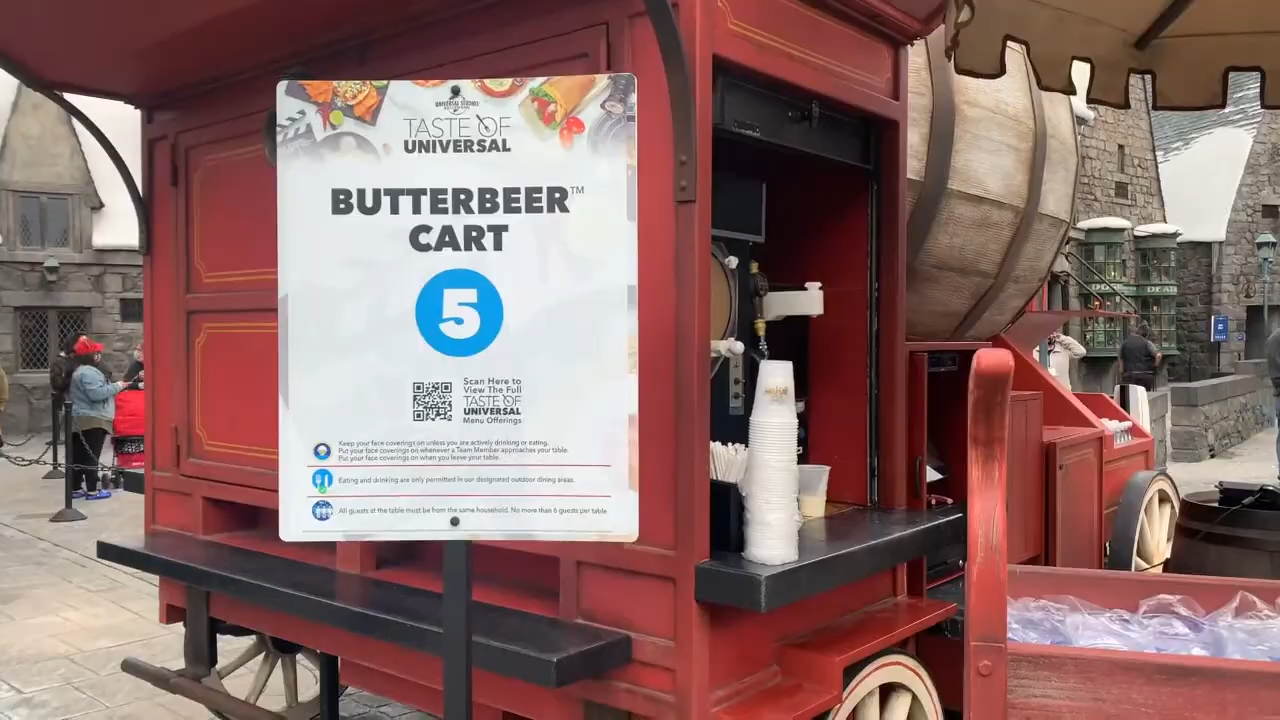 UNIVERSAL STUDIOS
TASTE OF
UNIVERSAL
BUTTERBEER™
CART
5
Scan Here to
View The Full
TASTE OF
UNIVERSAL
Menu Offerings
Keep your face coverings on unless you are actively drinking or eating.
Put your face coverings on whenever a Team Member approaches your table.
Put your face coverings on when you leave your table.
Eating and drinking are only permitted in our designated outdoor dining areas.
All guests at the table must be from the same household. No more than 6 guests per table.